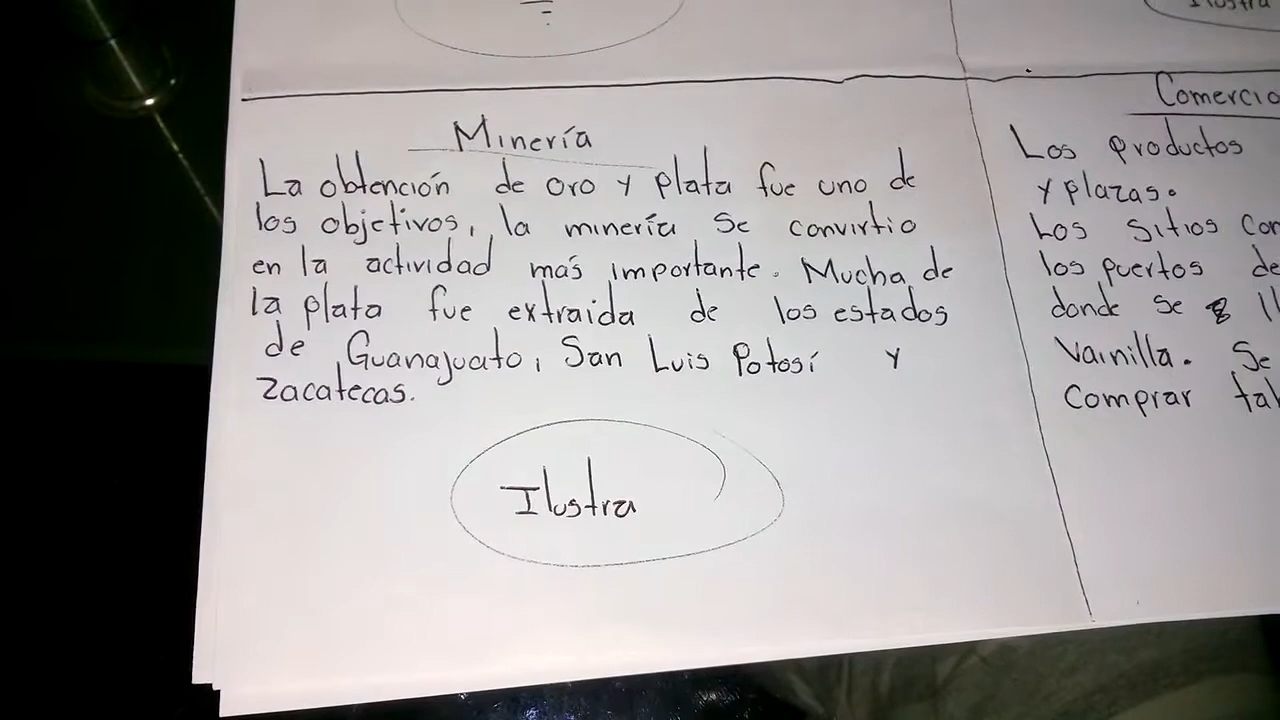 Ilustra
Minería
La obtención de oro y plata fue uno de
los objetivos, la minería se convirtio
en la actividad más importante. Mucha de
la plata fue extraida de los estados
de Guanajuato, San Luis Potosí y
Zacatecas.
Ilustra
Comercio
Los productos
y plazas.
Los sitios
los puertos de
donde se
Vainilla. Se
Comprar